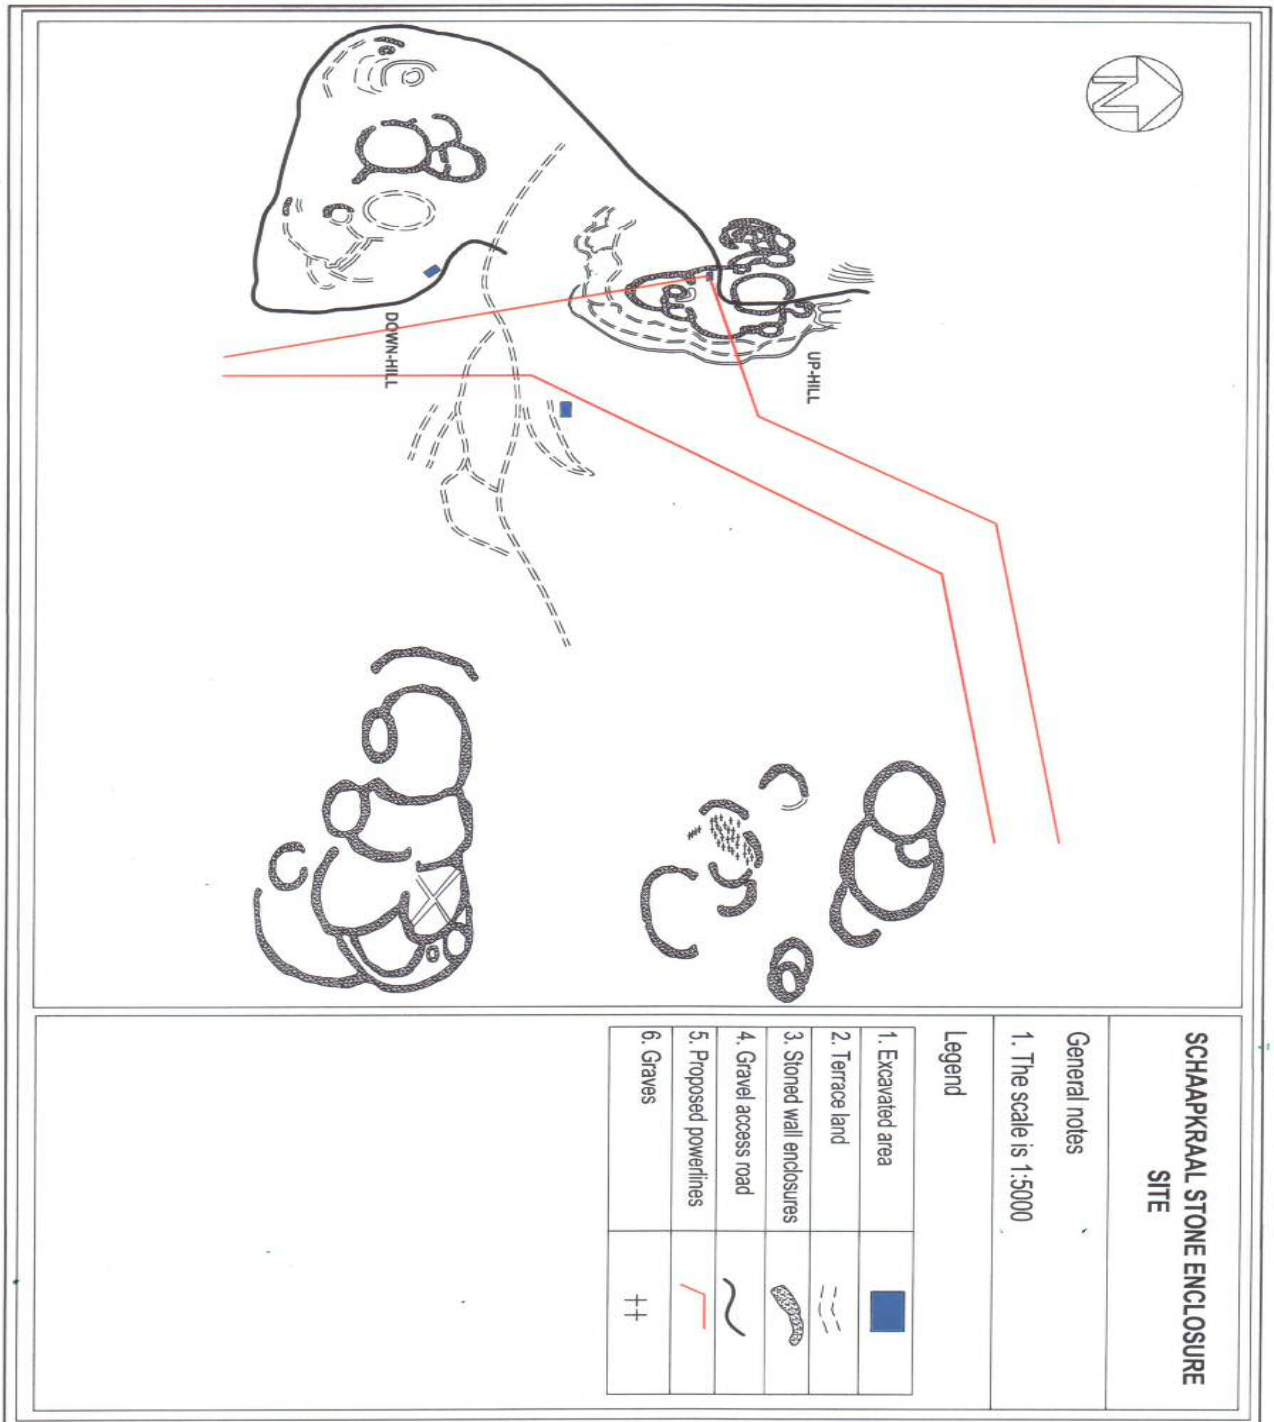 N
UP-HILL
DOWN-HILL
SCHAAPKRAAL STONE ENCLOSURE
SITE
General notes
1. The scale is 1:5000
Legend
1. Excavated area
2. Terrace land
3. Stoned wall enclosures
4. Gravel access road
5. Proposed powerlines
6. Graves